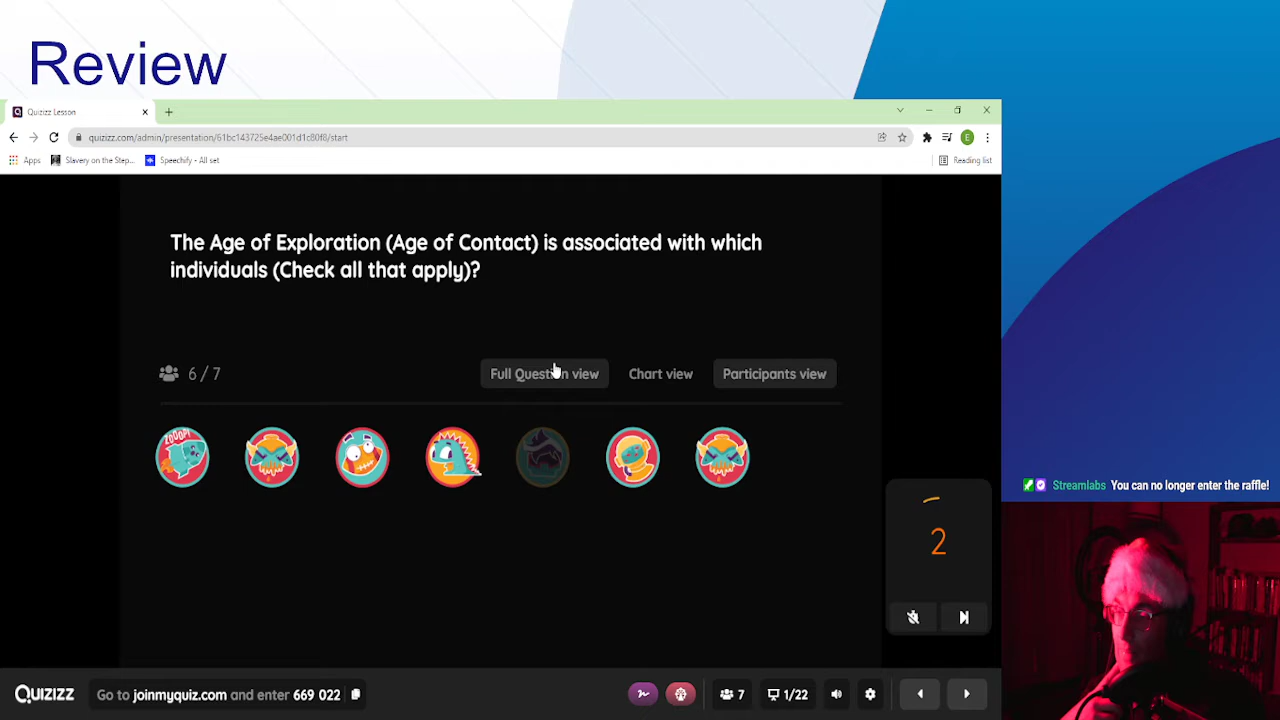 Review
Quizizz Lesson
quizizz.com/admin/presentation/61bc143725e4ae001d1c80f8/start
Apps Slavery on the Step... Speechify - All set Reading list
The Age of Exploration (Age of Contact) is associated with which
individuals (Check all that apply)?
6 / 7 Full Question view Chart view Participants view
ZOOP!
Streamlabs You can no longer enter the raffle!
2
QUIZIZZ Go to joinmyquiz.com and enter 669 022 7 1/22
E